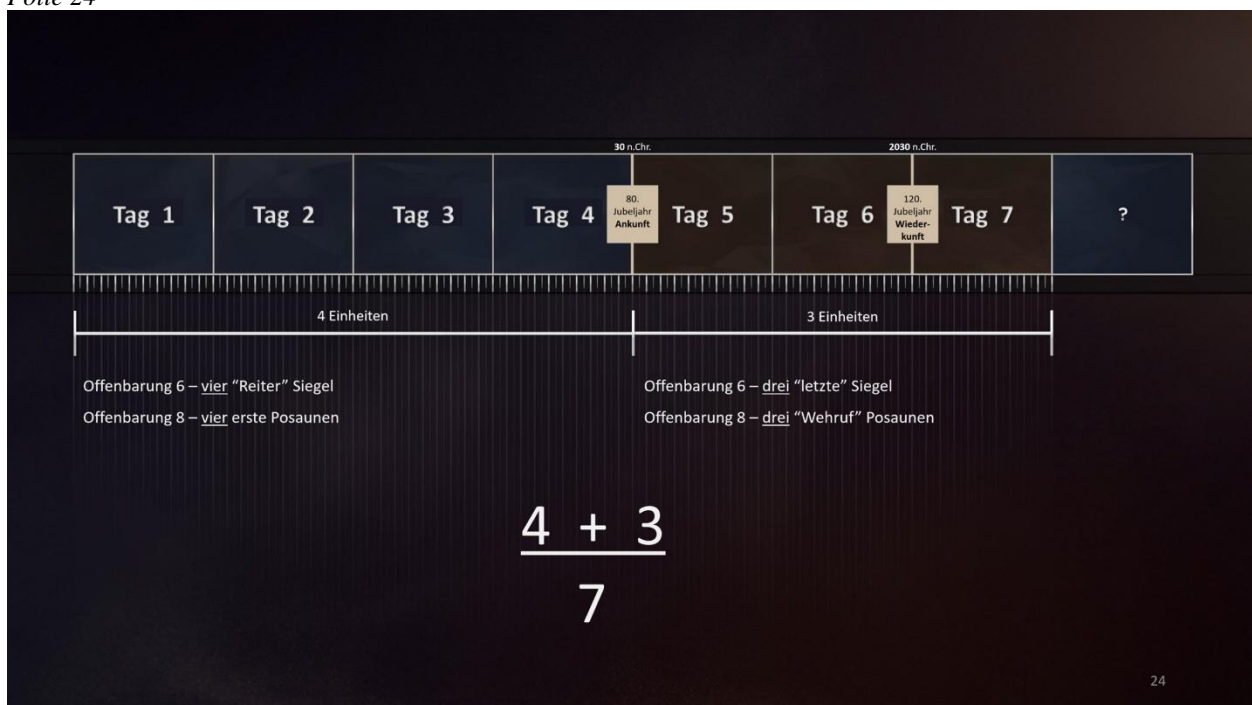 Folie 24
30 n.Chr.
2030 n.Chr.
Tag 1
Tag 2
Tag 3
Tag 4
80.
Jubeljahr
Ankunft
Tag 5
Tag 6
120.
Jubeljahr
Wieder-
kunft
Tag 7
?
4 Einheiten
3 Einheiten
Offenbarung 6 – vier “Reiter” Siegel
Offenbarung 8 – vier erste Posaunen
Offenbarung 6 – drei “letzte” Siegel
Offenbarung 8 – drei “Wehruf” Posaunen
4 + 3
7
24